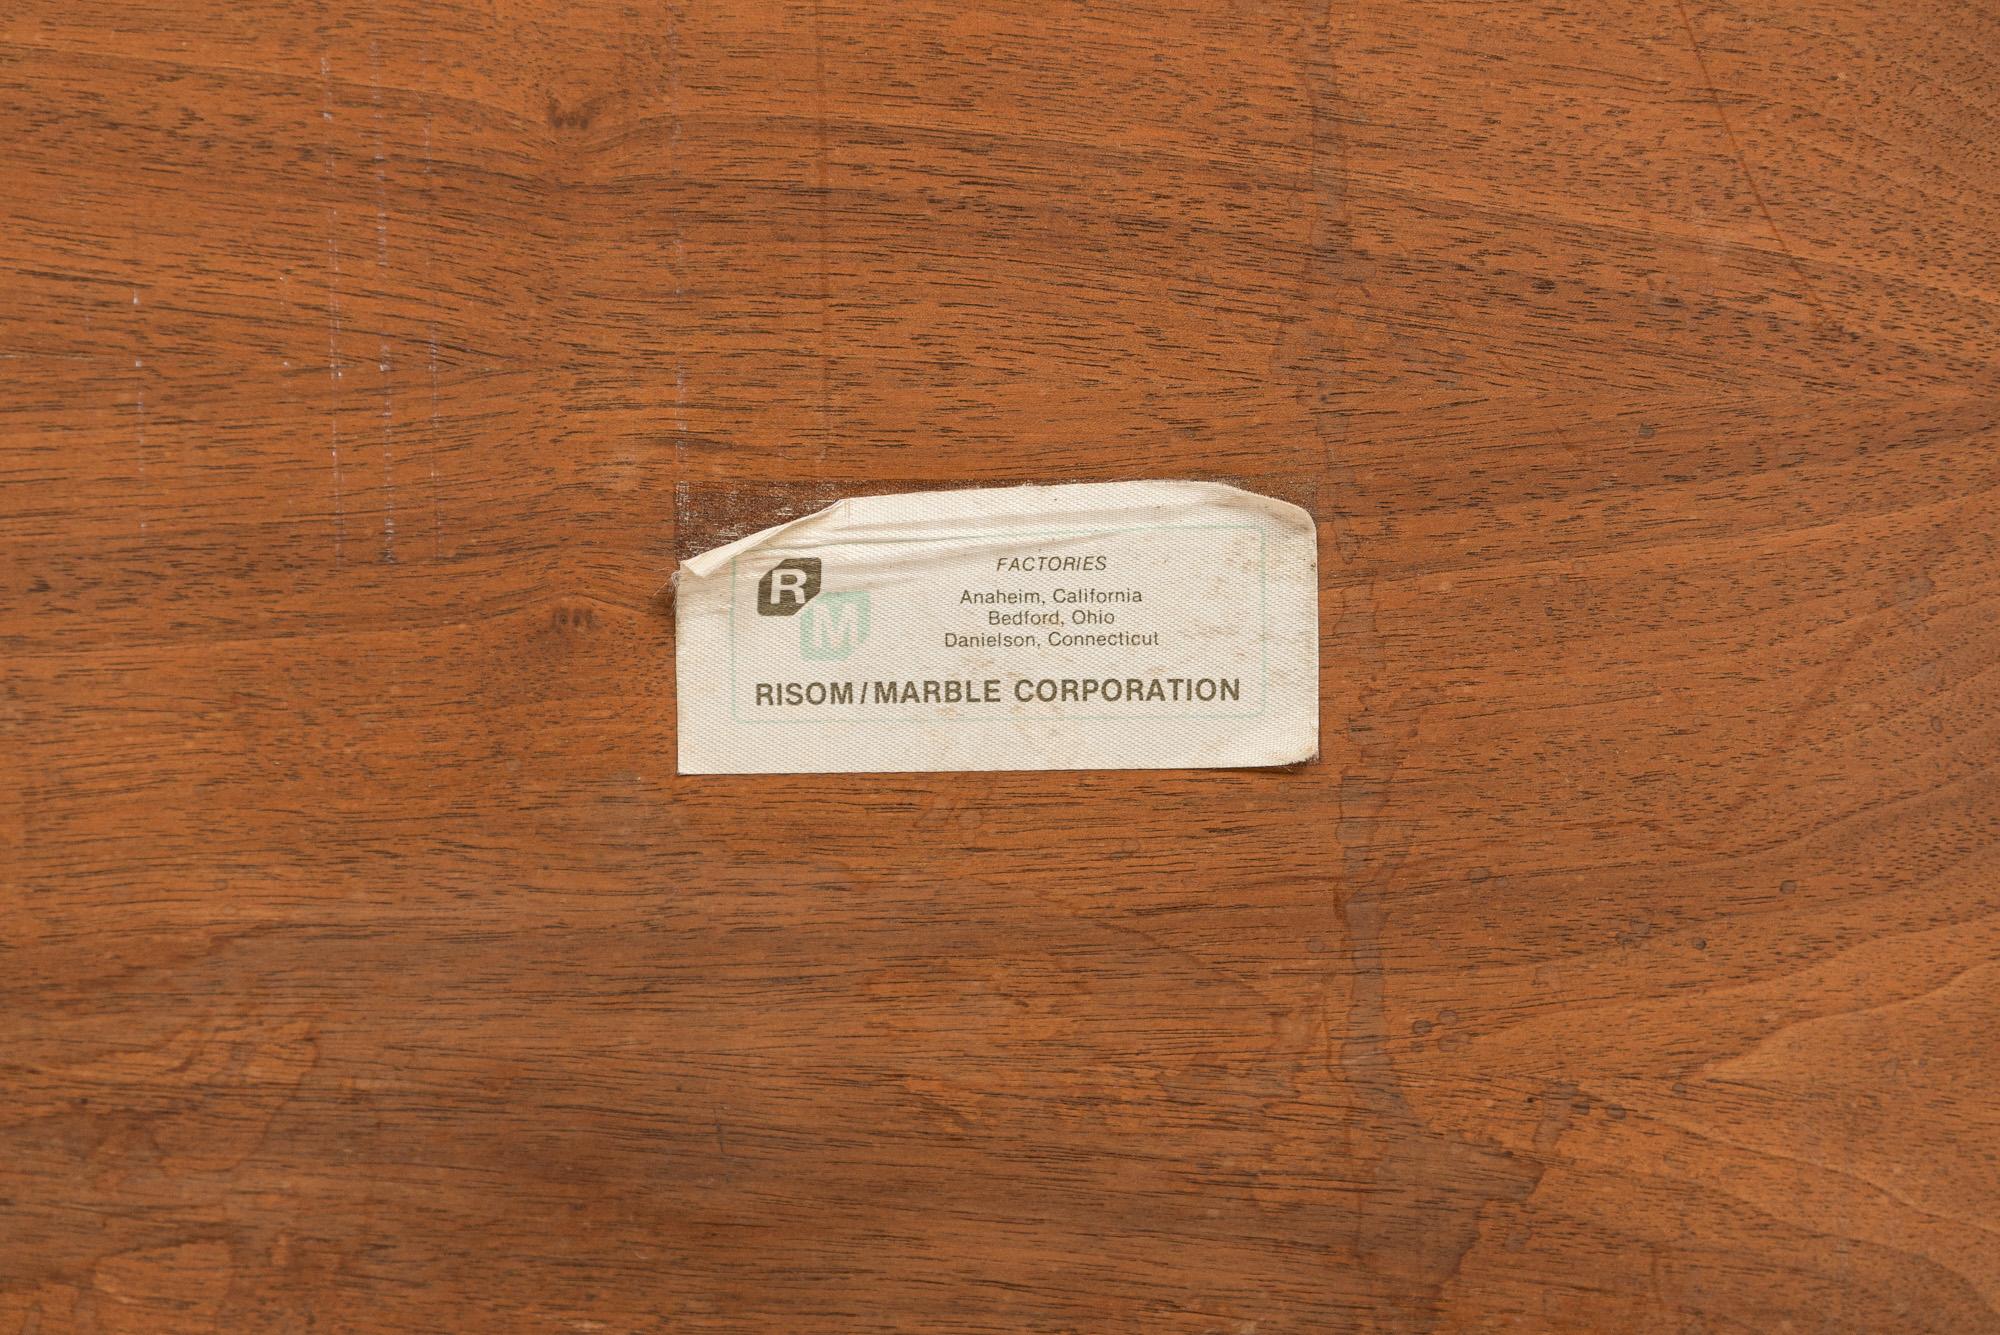 R
M
FACTORIES
Anaheim, California
Bedford, Ohio
Danielson, Connecticut
RISOM/MARBLE CORPORATION